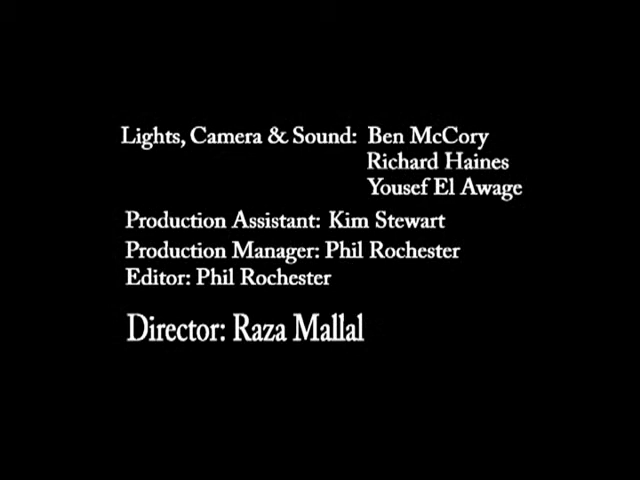 Lights, Camera & Sound: Ben McCory
Richard Haines
Yousef El Awage
Production Assistant: Kim Stewart
Production Manager: Phil Rochester
Editor: Phil Rochester
Director: Raza Mallal